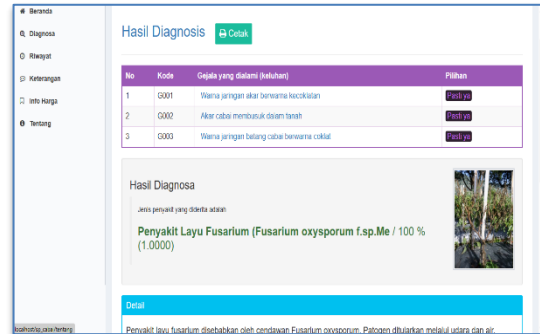 Beranda
Diagnosa
Riwayat
Keterangan
Info Harga
Tentang
Hasil Diagnosis Cetak
No Kode Gejala yang dialami (keluhan) Pilihan
1 G001 Warna jaringan akar berwarna kecoklatan Pasti ya
2 G002 Akar cabai membusuk dalam tanah Pasti ya
3 G003 Warna jaringan batang cabai berwarna coklat Pasti ya
Hasil Diagnosa
Jenis penyakit yang diderita adalah
Penyakit Layu Fusarium (Fusarium oxysporum f.sp.Me / 100 %
(1.0000)
Detail
Penyakit layu fusarium disebabkan oleh cendawan Fusarium oxysporum. Patogen ditularkan melalui udara dan air.